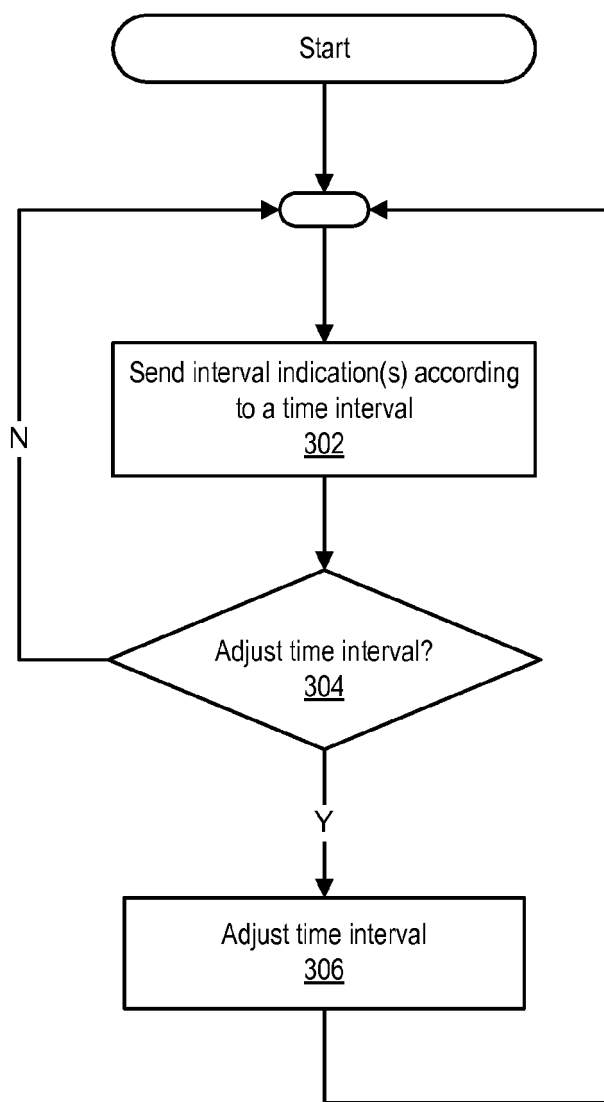 Start
Send interval indication(s) according
to a time interval
302
N
Adjust time interval?
304
Y
Adjust time interval
306